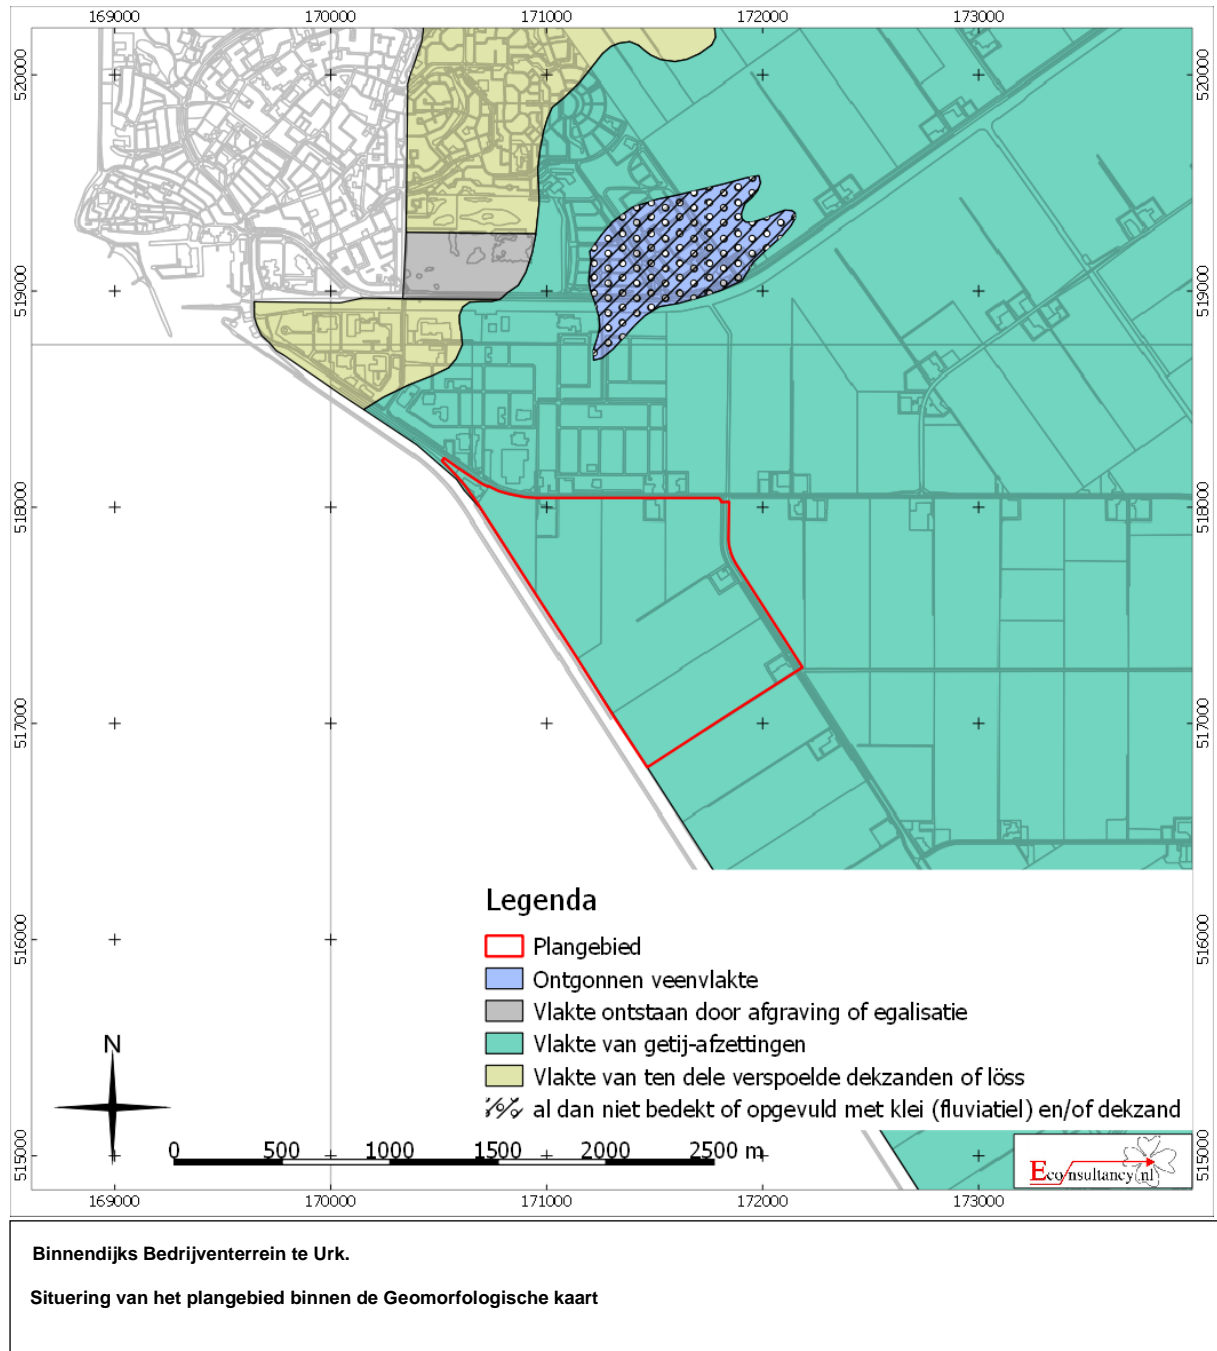 169000 170000 171000 172000 173000
520000 520000
519000 519000
518000 518000
517000 517000
516000 516000
515000 515000
Legenda
Plangebied
Ontgonnen veenvlakte
Vlakte ontstaan door afgraving of egalisatie
Vlakte van getij-afzettingen
Vlakte van ten dele verspoelde dekzanden of löss
al dan niet bedekt of opgevuld met klei (fluviatiel) en/of dekzand
N
0 500 1000 1500 2000 2500 m
Econsultancy.nl
169000 170000 171000 172000 173000
Binnendijks Bedrijventerrein te Urk.
Situering van het plangebied binnen de Geomorfologische kaart